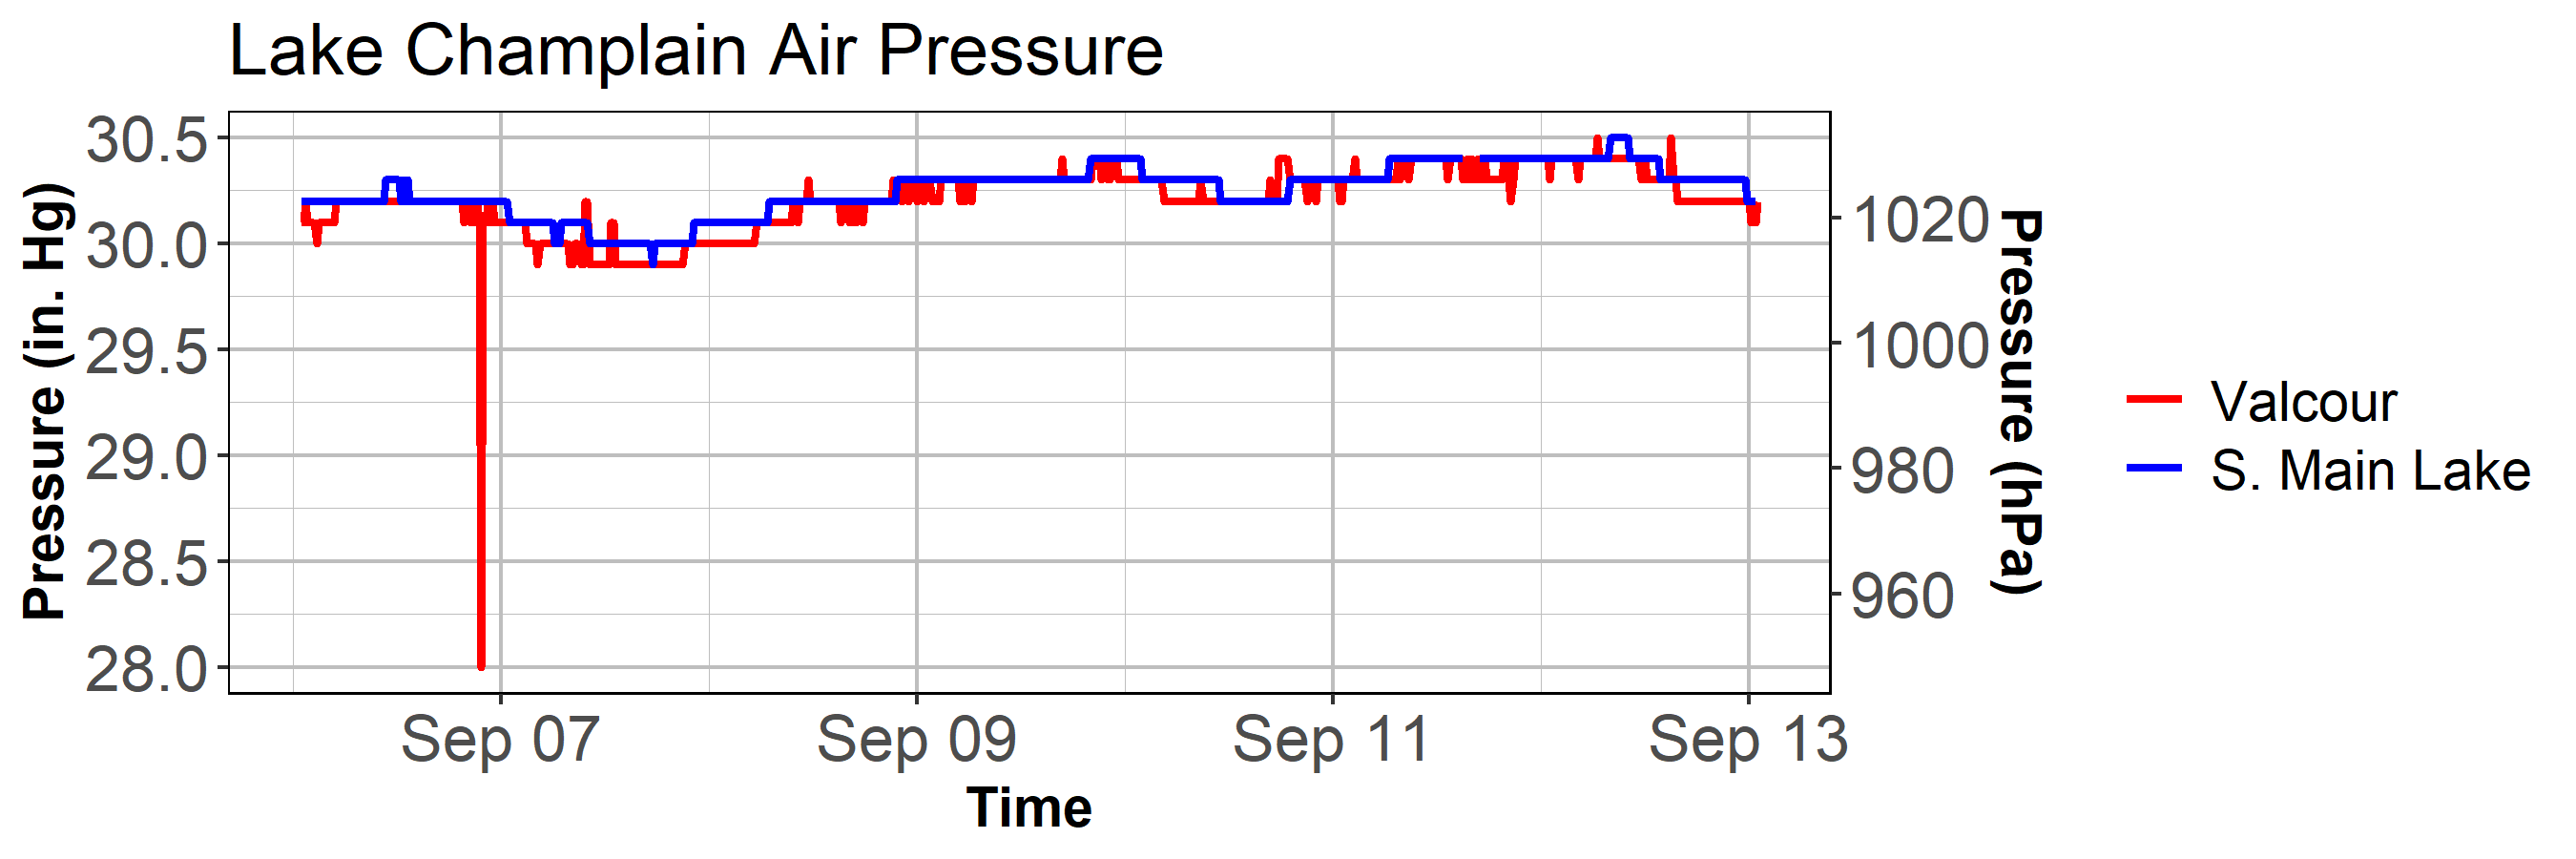 Lake Champlain Air Pressure
Pressure (in. Hg)
30.5
30.0
29.5
29.0
28.5
28.0
1020
1000
980
960
Pressure (hPa)
Sep 07
Sep 09
Sep 11
Sep 13
Time
Valcour
S. Main Lake